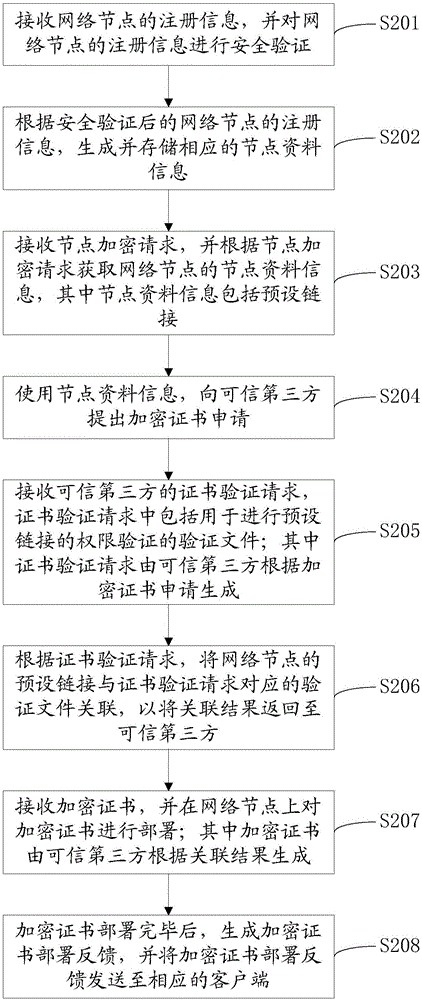 接收网络节点的注册信息，并对网
络节点的注册信息进行安全验证
S201
根据安全验证后的网络节点的注册
信息，生成并存储相应的节点资料
信息
S202
接收节点加密请求，并根据节点加
密请求获取网络节点的节点资料信
息，其中节点资料信息包括预设链
接
S203
使用节点资料信息，向可信第三方
提出加密证书申请
S204
接收可信第三方的证书验证请求，
证书验证请求中包括用于进行预设
链接的权限验证的验证文件；其中
证书验证请求由可信第三方根据加
密证书申请生成
S205
根据证书验证请求，将网络节点的
预设链接与证书验证请求对应的验
证文件关联，以将关联结果返回至
可信第三方
S206
接收加密证书，并在网络节点上对
加密证书进行部署；其中加密证书
由可信第三方根据关联结果生成
S207
加密证书部署完毕后，生成加密证
书部署反馈，并将加密证书部署反
馈发送至相应的客户端
S208